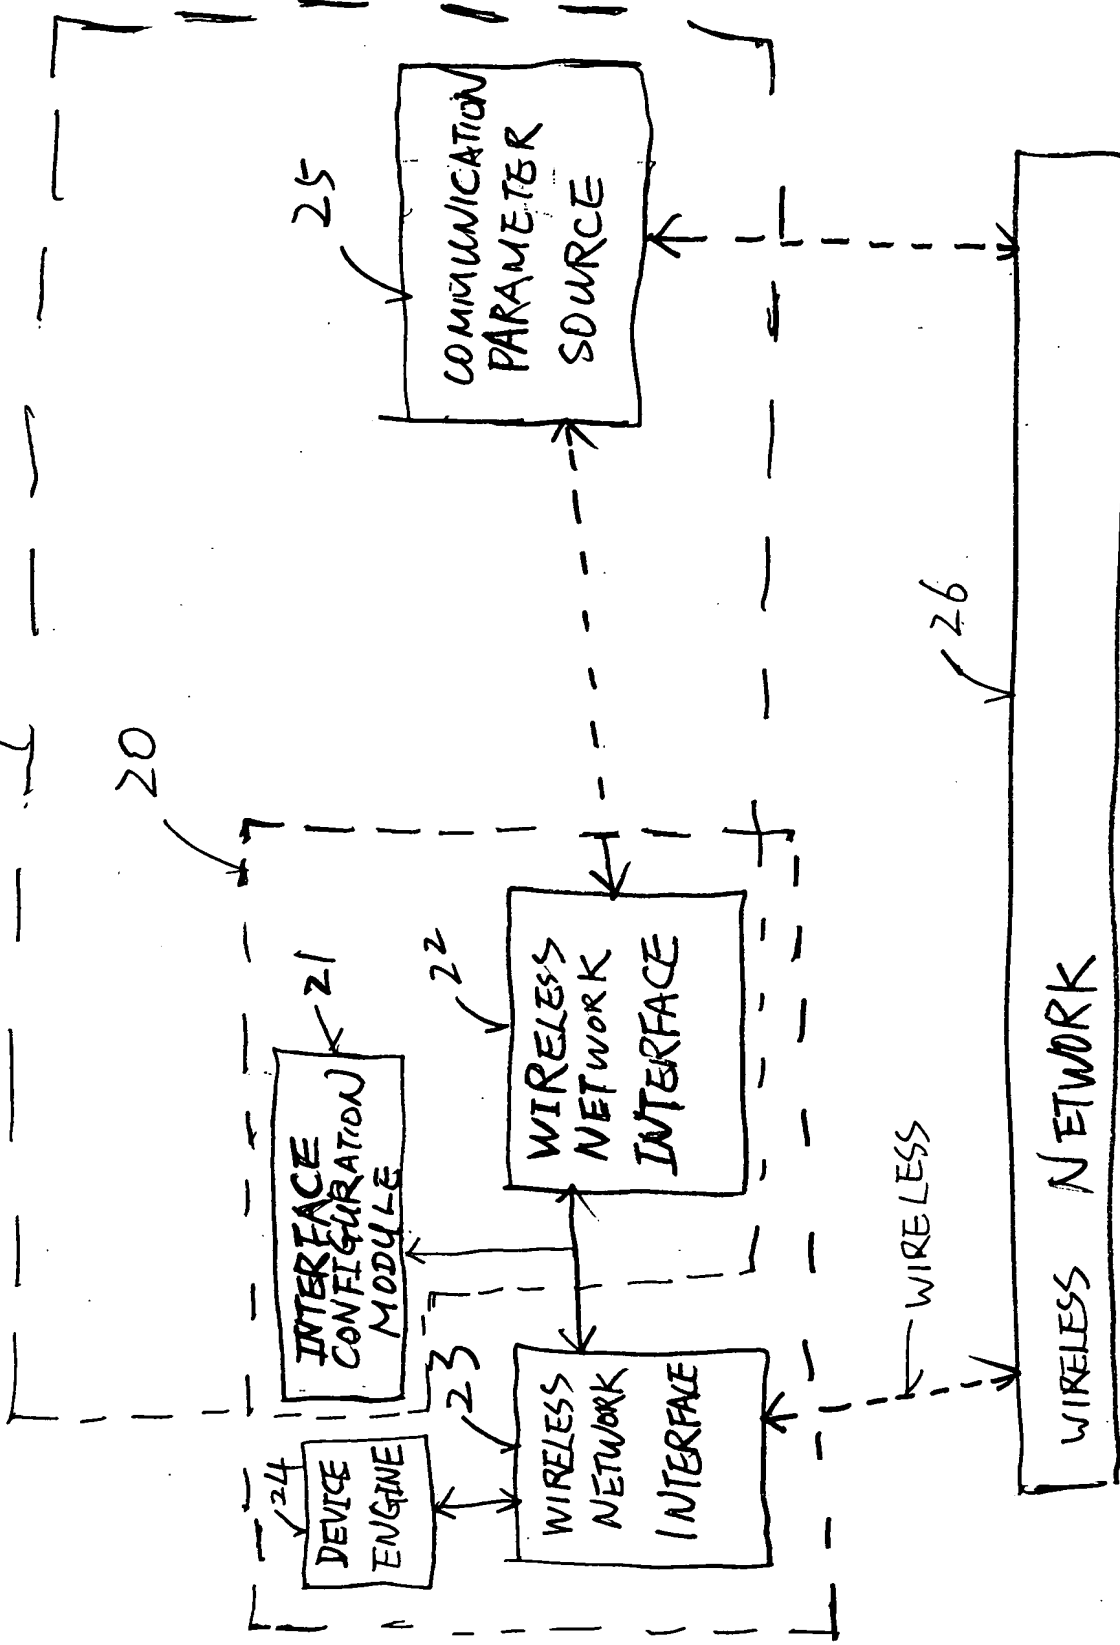 20
24
DEVICE
ENGINE
INTERFACE
CONFIGURATION
MODULE
21
25
COMMUNICATION
PARAMETER
SOURCE
23
WIRELESS
NETWORK
INTERFACE
22
WIRELESS
NETWORK
INTERFACE
WIRELESS
26
WIRELESS NETWORK